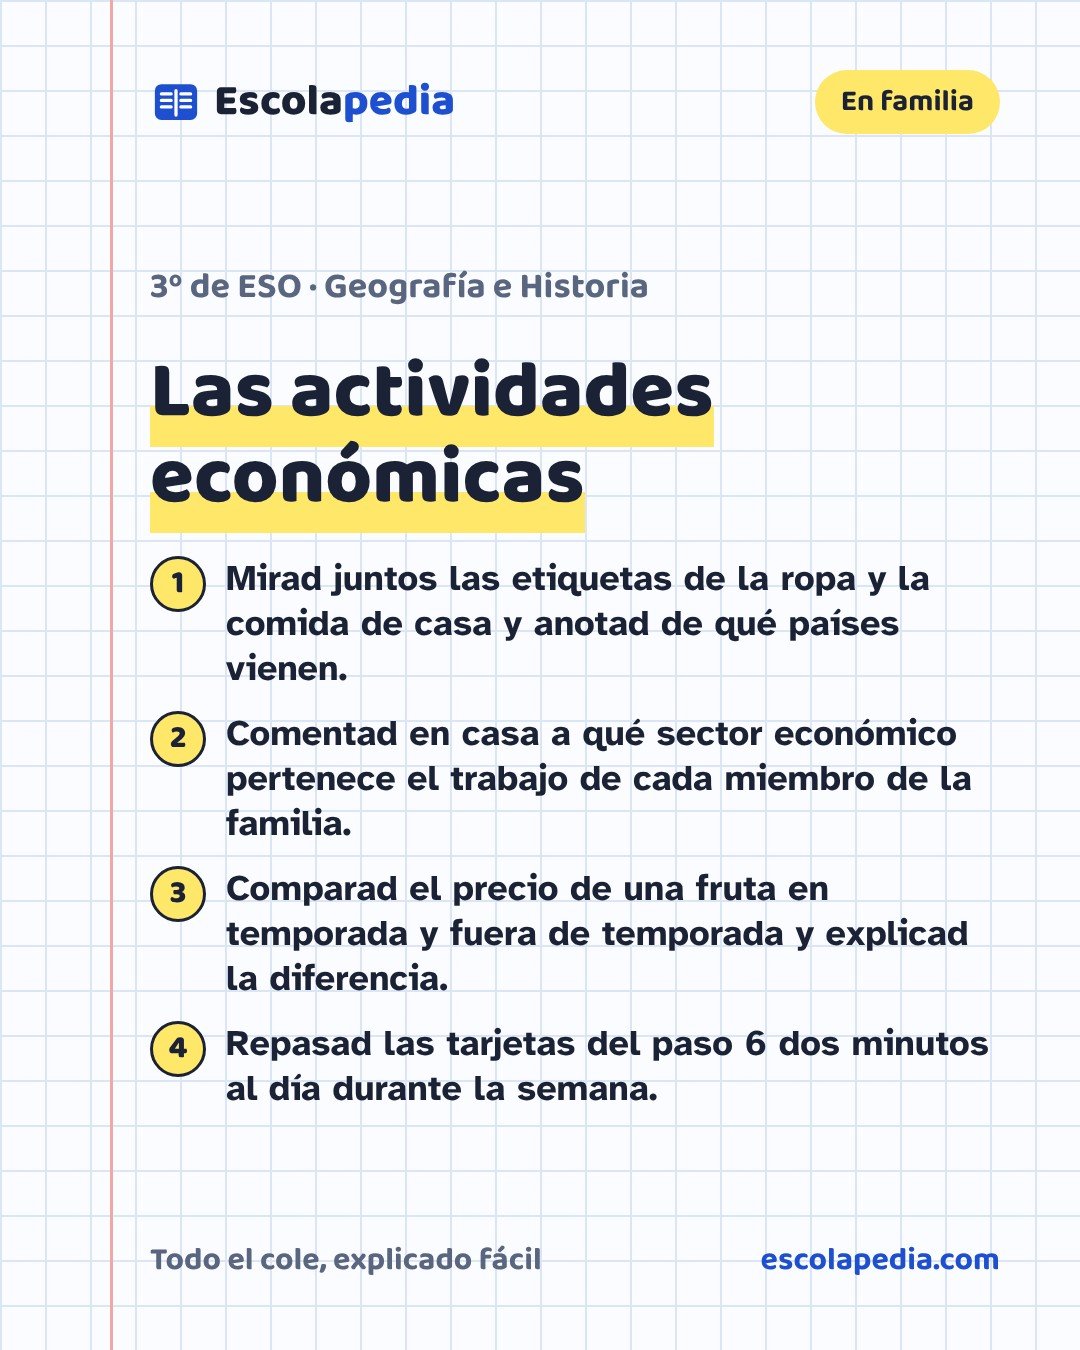 Escolapedia
En familia
3º de ESO · Geografía e Historia
Las actividades
económicas
1 Mirad juntos las etiquetas de la ropa y la
comida de casa y anotad de qué países
vienen.
2 Comentad en casa a qué sector económico
pertenece el trabajo de cada miembro de la
familia.
3 Comparad el precio de una fruta en
temporada y fuera de temporada y explicad
la diferencia.
4 Repasad las tarjetas del paso 6 dos minutos
al día durante la semana.
Todo el cole, explicado fácil
escolapedia.com